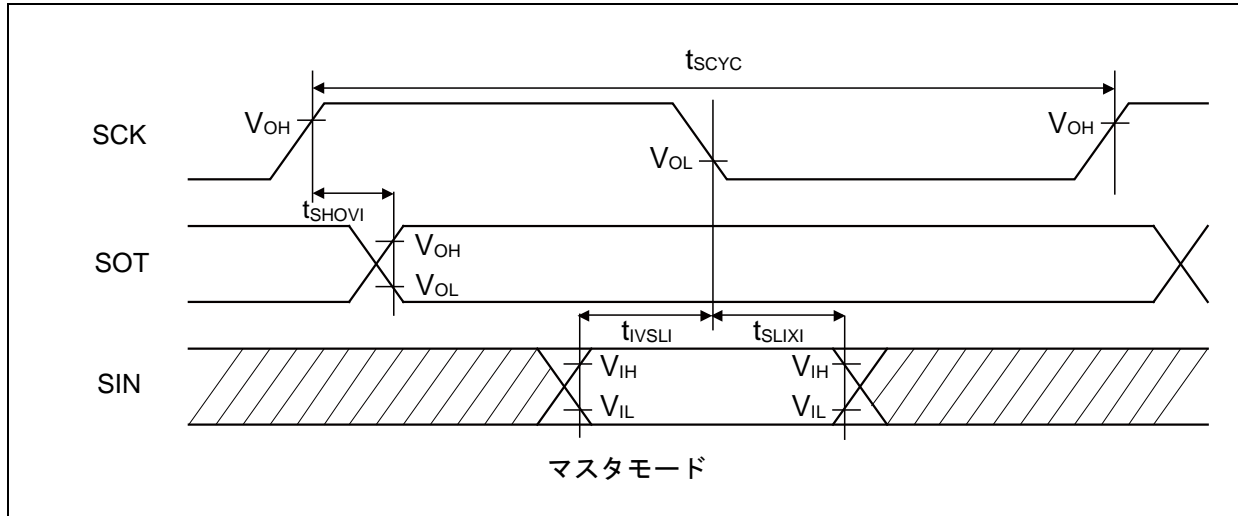 tSCYC
SCK
VOH
VOL
VOH
tSHOVI
SOT
VOH
VOL
tIVSLI
tSLIXI
SIN
VIH
VIL
VIH
VIL
マスタモード